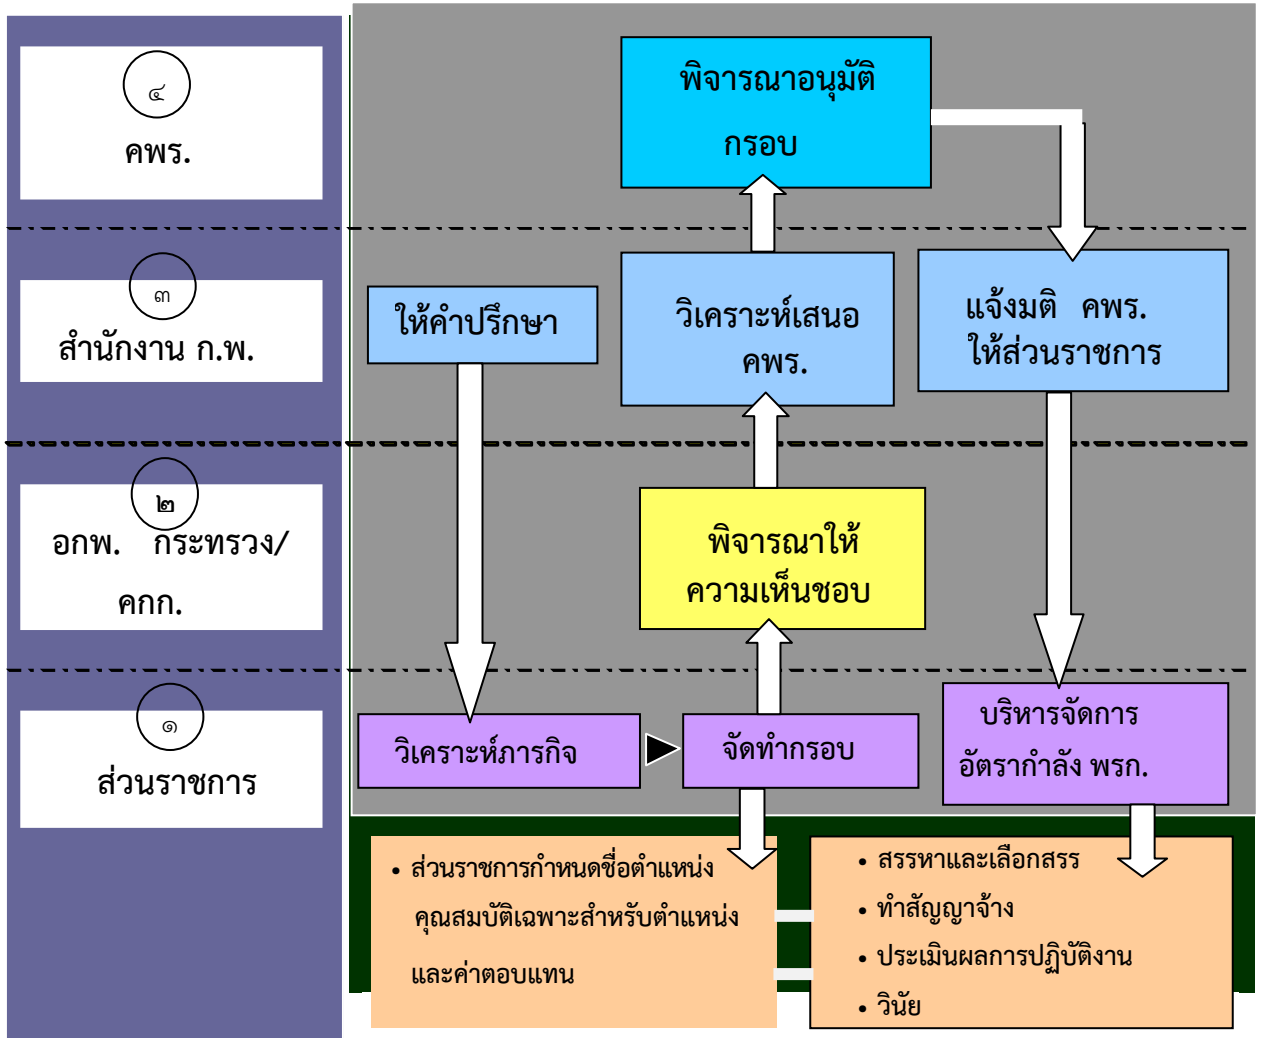 ๔
คพร.
พิจารณาอนุมัติ
กรอบ
๓
สำนักงาน ก.พ.
ให้คำปรึกษา
วิเคราะห์เสนอ
คพร.
แจ้งมติ คพร.
ให้ส่วนราชการ
๒
อกพ. กระทรวง/
คกก.
พิจารณาให้
ความเห็นชอบ
๑
ส่วนราชการ
วิเคราะห์ภารกิจ
จัดทำกรอบ
บริหารจัดการ
อัตรากำลัง พรก.
• ส่วนราชการกำหนดชื่อตำแหน่ง
คุณสมบัติเฉพาะสำหรับตำแหน่ง
และค่าตอบแทน
• สรรหาและเลือกสรร
• ทำสัญญาจ้าง
• ประเมินผลการปฏิบัติงาน
• วินัย